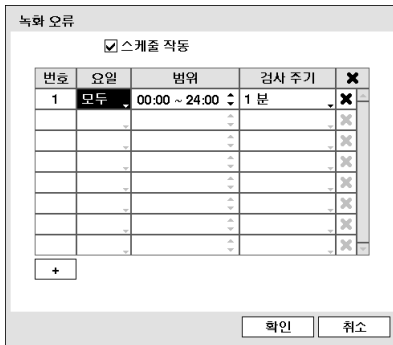 녹화 오류
스케줄 작동
번호 요일 범위 검사 주기
1 모두 00:00 ~ 24:00 1 분
+
확인 취소